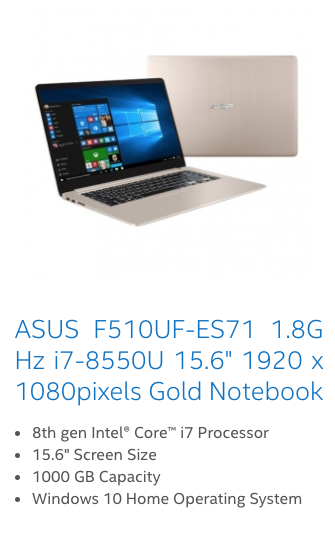 ASUS
ASUS F510UF-ES71 1.8G
Hz i7-8550U 15.6" 1920 x
1080pixels Gold Notebook
• 8th gen Intel® Core™ i7 Processor
• 15.6" Screen Size
• 1000 GB Capacity
• Windows 10 Home Operating System